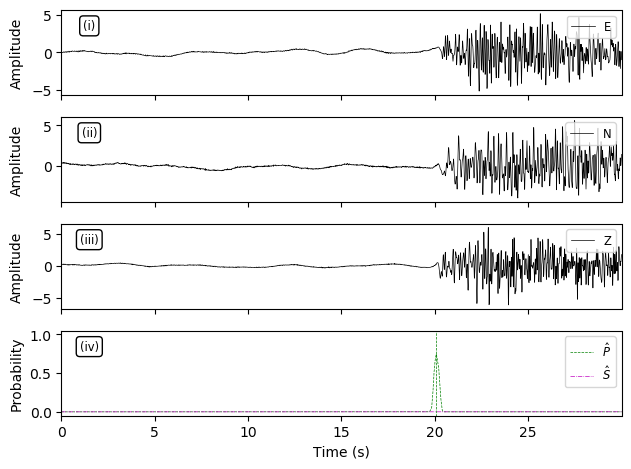 Amplitude
5
0
−5
(i)
E
Amplitude
5
0
(ii)
N
Amplitude
5
0
−5
(iii)
Z
Probability
1.0
0.5
0.0
(iv)
P̂
Ŝ
0 5 10 15 20 25
Time (s)